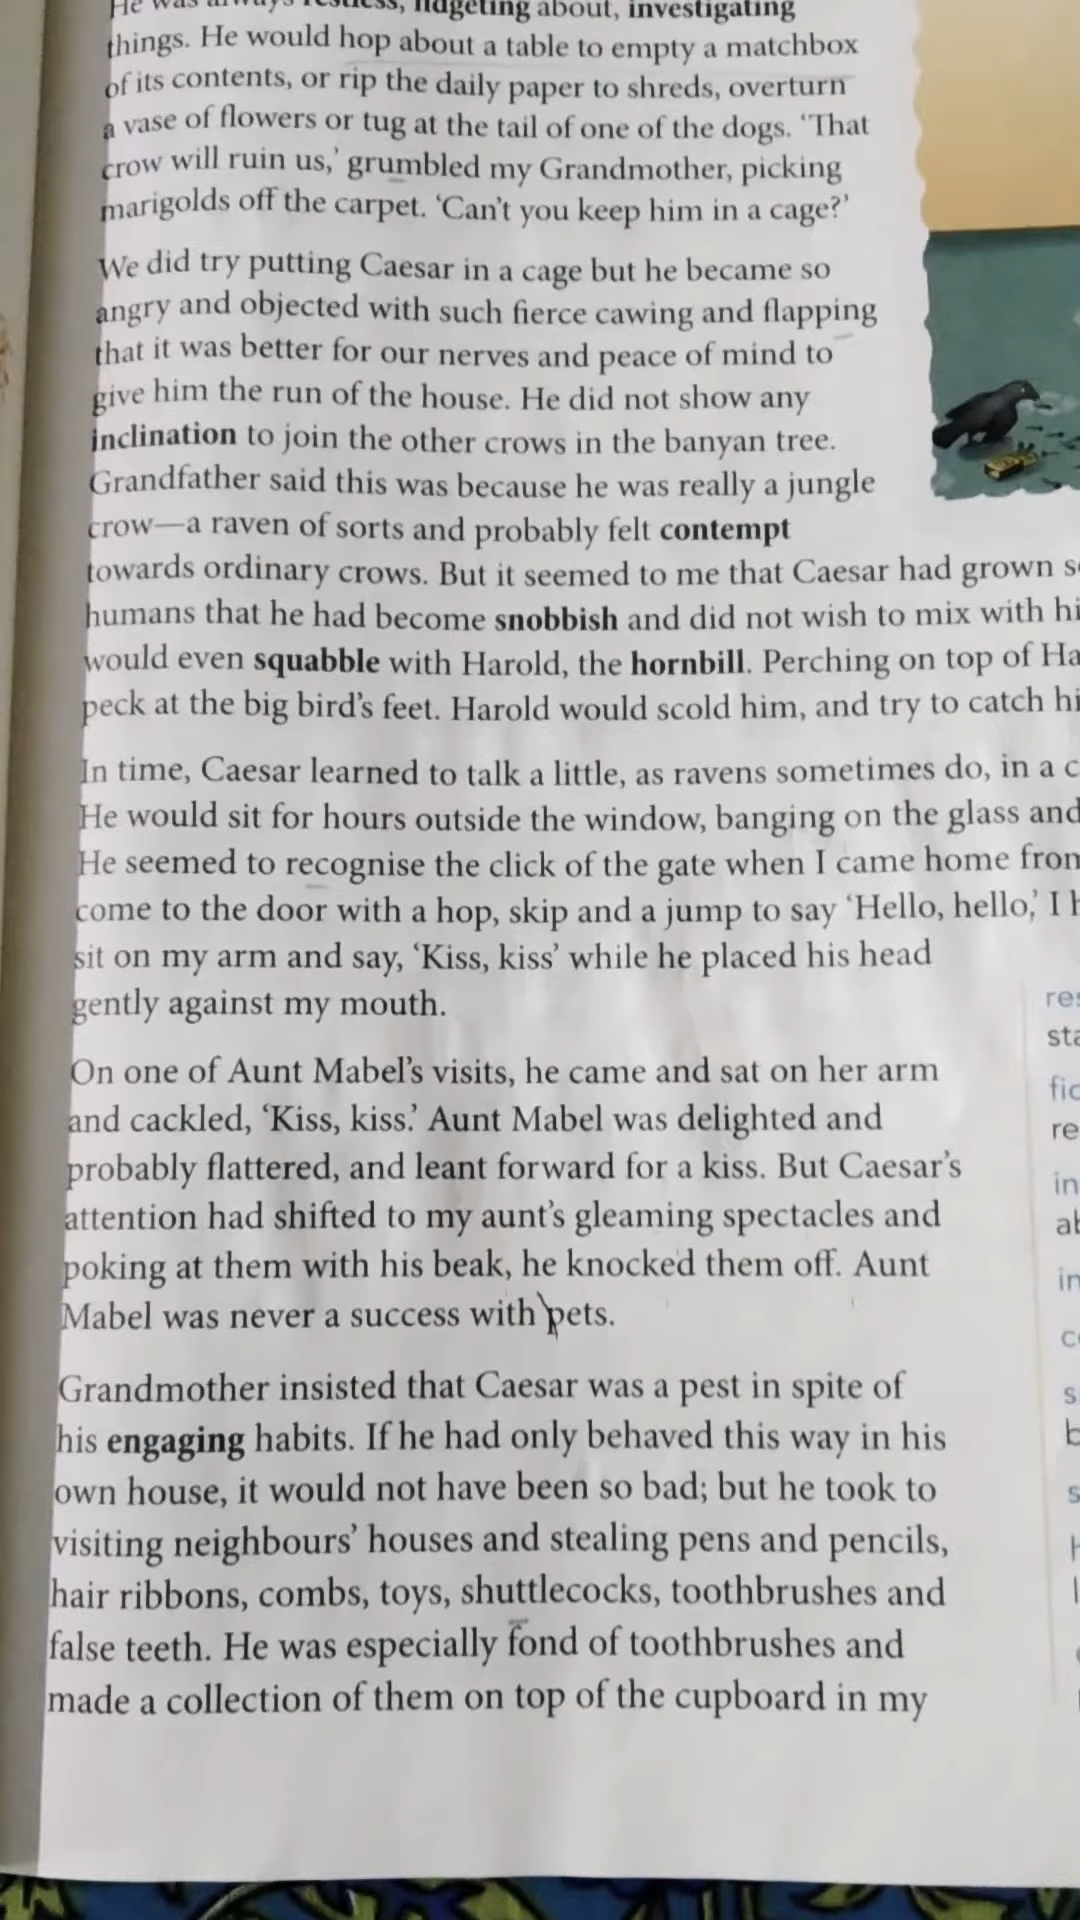 He was always restless, fidgeting about, investigating
things. He would hop about a table to empty a matchbox
of its contents, or rip the daily paper to shreds, overturn
a vase of flowers or tug at the tail of one of the dogs. ‘That
crow will ruin us,’ grumbled my Grandmother, picking
marigolds off the carpet. ‘Can’t you keep him in a cage?’
We did try putting Caesar in a cage but he became so
angry and objected with such fierce cawing and flapping
that it was better for our nerves and peace of mind to
give him the run of the house. He did not show any
inclination to join the other crows in the banyan tree.
Grandfather said this was because he was really a jungle
crow—a raven of sorts and probably felt contempt
towards ordinary crows. But it seemed to me that Caesar had grown
humans that he had become snobbish and did not wish to mix with
would even squabble with Harold, the hornbill. Perching on top of
peck at the big bird’s feet. Harold would scold him, and try to catch
In time, Caesar learned to talk a little, as ravens sometimes do, in a
He would sit for hours outside the window, banging on the glass and
He seemed to recognise the click of the gate when I came home
come to the door with a hop, skip and a jump to say ‘Hello, hello,’ I
sit on my arm and say, ‘Kiss, kiss’ while he placed his head
gently against my mouth.
On one of Aunt Mabel’s visits, he came and sat on her arm
and cackled, ‘Kiss, kiss.’ Aunt Mabel was delighted and
probably flattered, and leant forward for a kiss. But Caesar’s
attention had shifted to my aunt’s gleaming spectacles and
poking at them with his beak, he knocked them off. Aunt
Mabel was never a success with pets.
Grandmother insisted that Caesar was a pest in spite of
his engaging habits. If he had only behaved this way in his
own house, it would not have been so bad; but he took to
visiting neighbours’ houses and stealing pens and pencils,
hair ribbons, combs, toys, shuttlecocks, toothbrushes and
false teeth. He was especially fond of toothbrushes and
made a collection of them on top of the cupboard in my